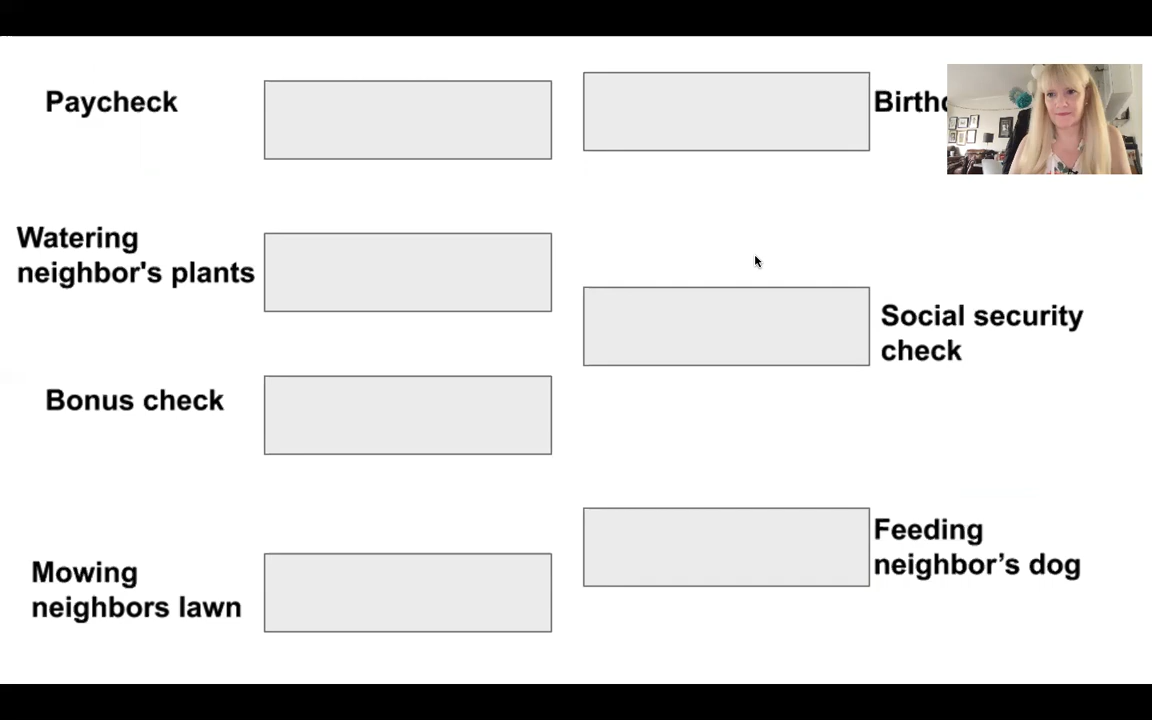 Paycheck
Watering
neighbor's plants
Bonus check
Mowing
neighbors lawn
Social security
check
Feeding
neighbor’s dog